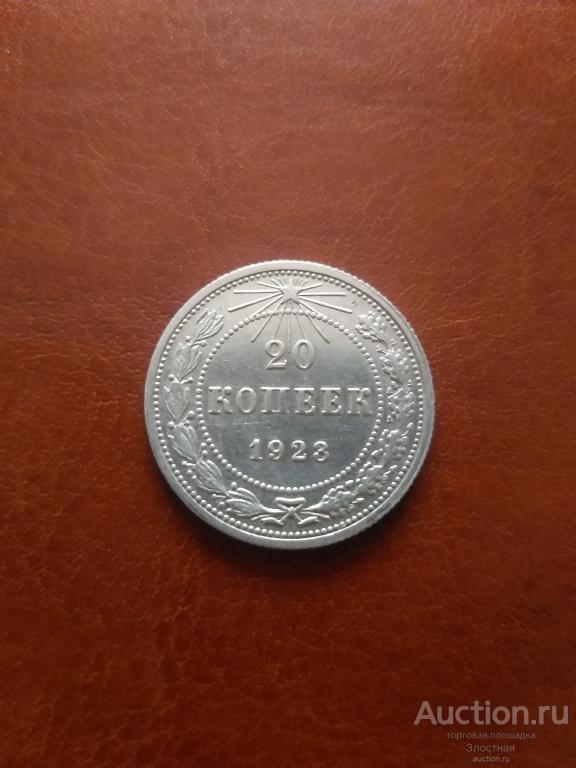 20
КОПЕЕК
1923
Auction.ru
торговая площадка
Злостная
auction.ru